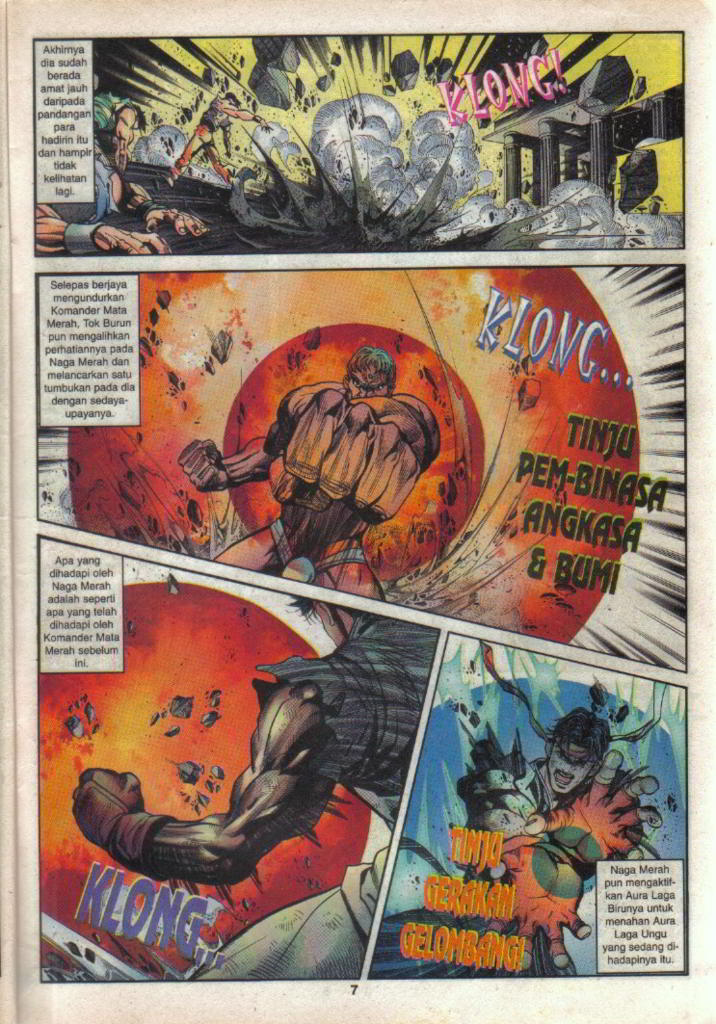 Akhirnya
dia sudah
berada
amat jauh
daripada
pandangan
para
hadirin itu
dan hampir
tidak
kelihatan
lagi.
KLONG!
Selepas berjaya
mengundurkan
Komander Mata
Merah, Tok Burun
pun mengalihkan
perhatiannya pada
Naga Merah dan
melancarkan satu
tumbukan pada dia
dengan sedaya-
upayanya.
KLONG...
TINJU
PEM-BINASA
ANGKASA
& BUMI
Apa yang
dihadapi oleh
Naga Merah
adalah seperti
apa yang telah
dihadapi oleh
Komander Mata
Merah sebelum
ini.
KLONG...
TINJU
GERAKAN
GELOMBANG!
Naga Merah
pun mengaktif-
kan Aura Laga
Birunya untuk
menahan Aura
Laga Ungu
yang sedang di-
hadapinya itu.
7